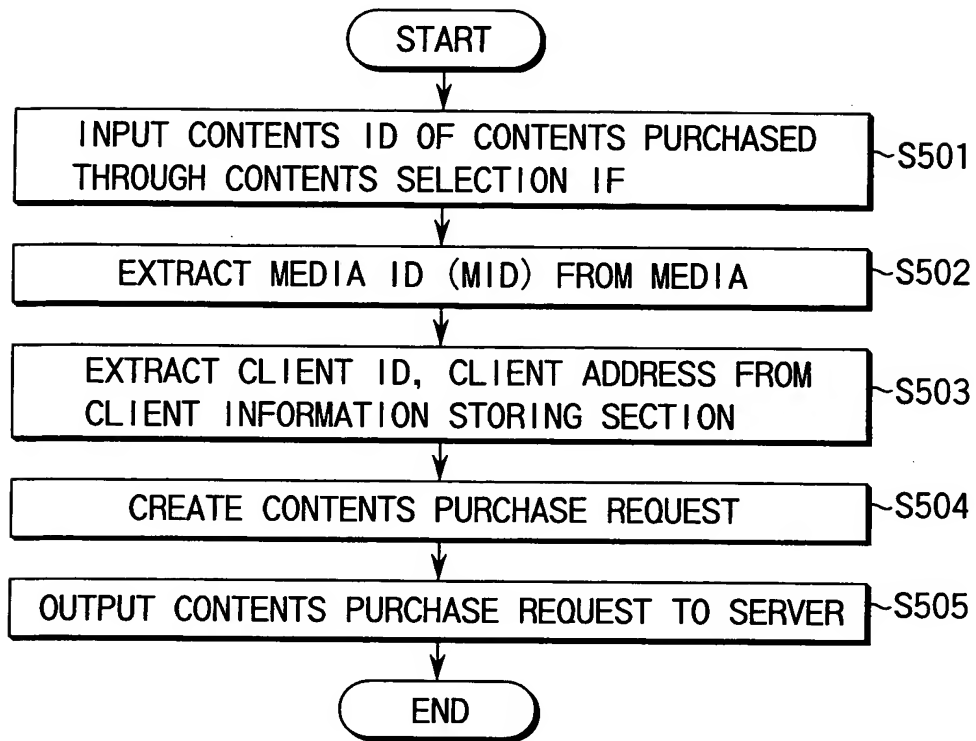 START
INPUT CONTENTS ID OF CONTENTS PURCHASED
THROUGH CONTENTS SELECTION IF
S501
EXTRACT MEDIA ID (MID) FROM MEDIA
S502
EXTRACT CLIENT ID, CLIENT ADDRESS FROM
CLIENT INFORMATION STORING SECTION
S503
CREATE CONTENTS PURCHASE REQUEST
S504
OUTPUT CONTENTS PURCHASE REQUEST TO SERVER
S505
END